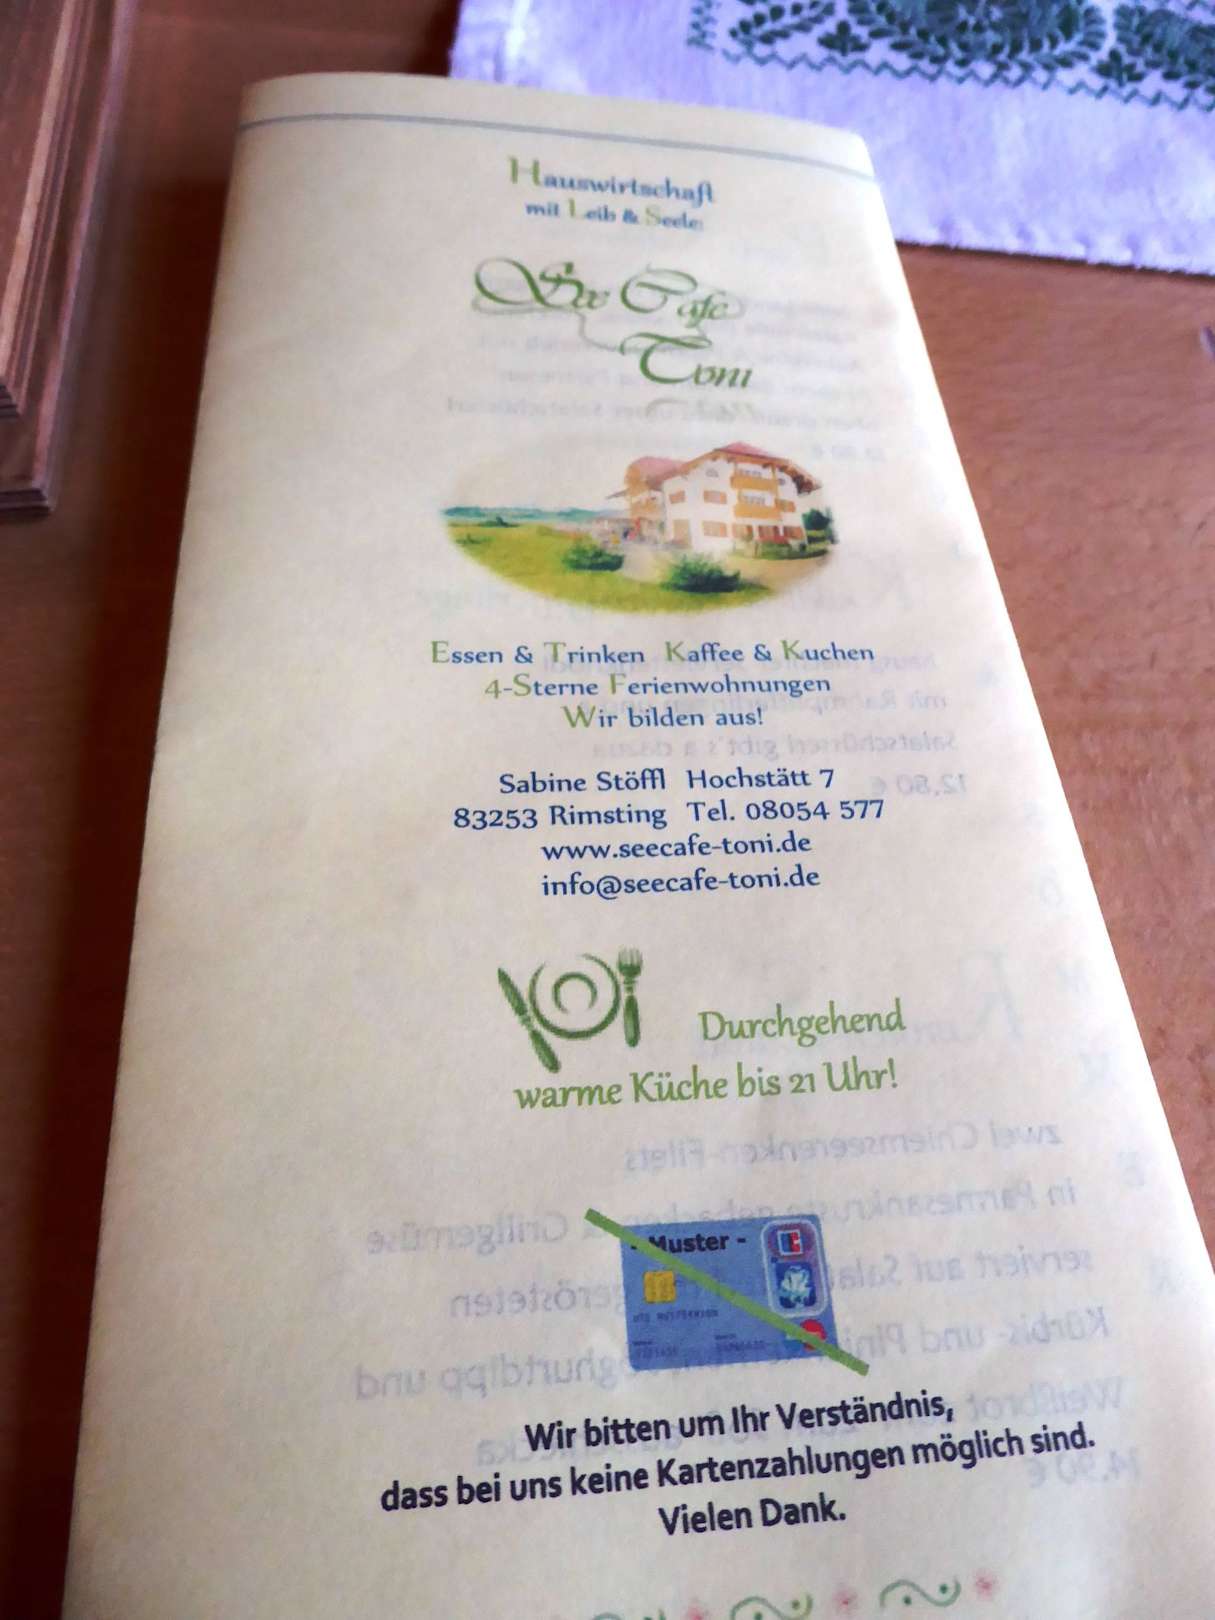 Hauswirtschaft
mit Leib & Seele
See Cafe
Toni
Essen & Trinken Kaffee & Kuchen
4-Sterne Ferienwohnungen
Wir bilden aus!
Sabine Stöffl Hochstätt 7
83253 Rimsting Tel. 08054 577
www.seecafe-toni.de
info@seecafe-toni.de
Durchgehend
warme Küche bis 21 Uhr!
- Muster -
Wir bitten um Ihr Verständnis,
dass bei uns keine Kartenzahlungen möglich sind.
Vielen Dank.